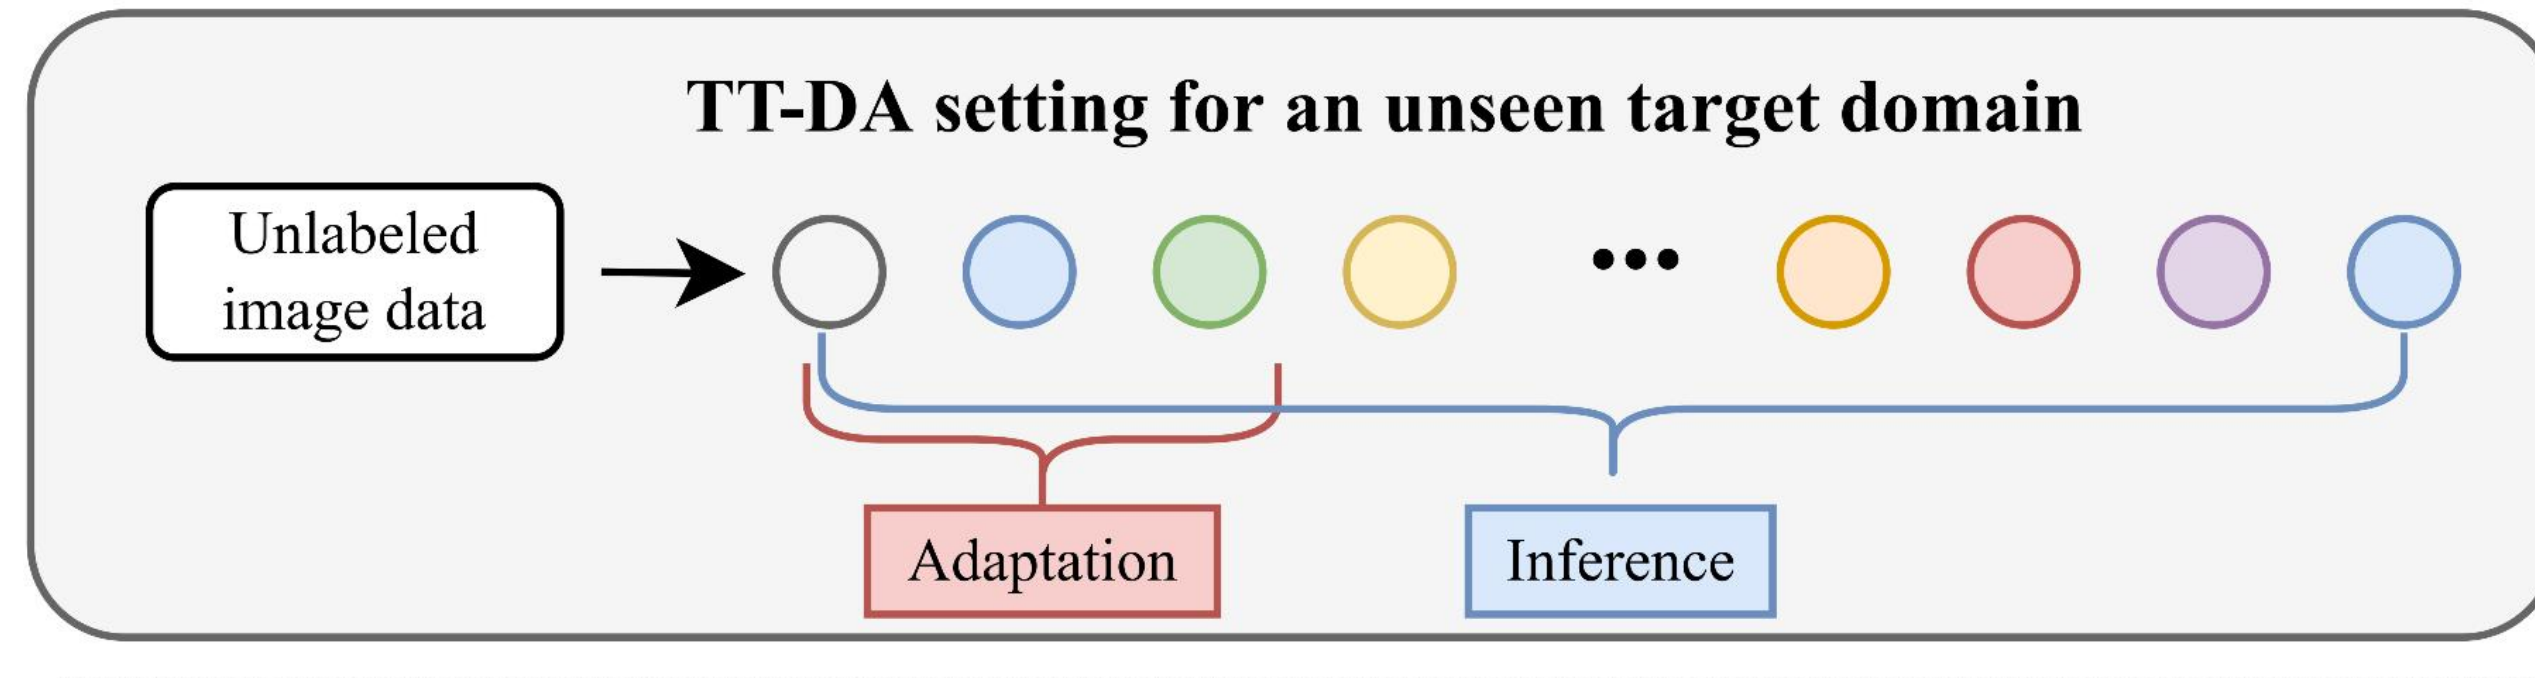 TT-DA setting for an unseen target domain
Unlabeled
image data
Adaptation
Inference